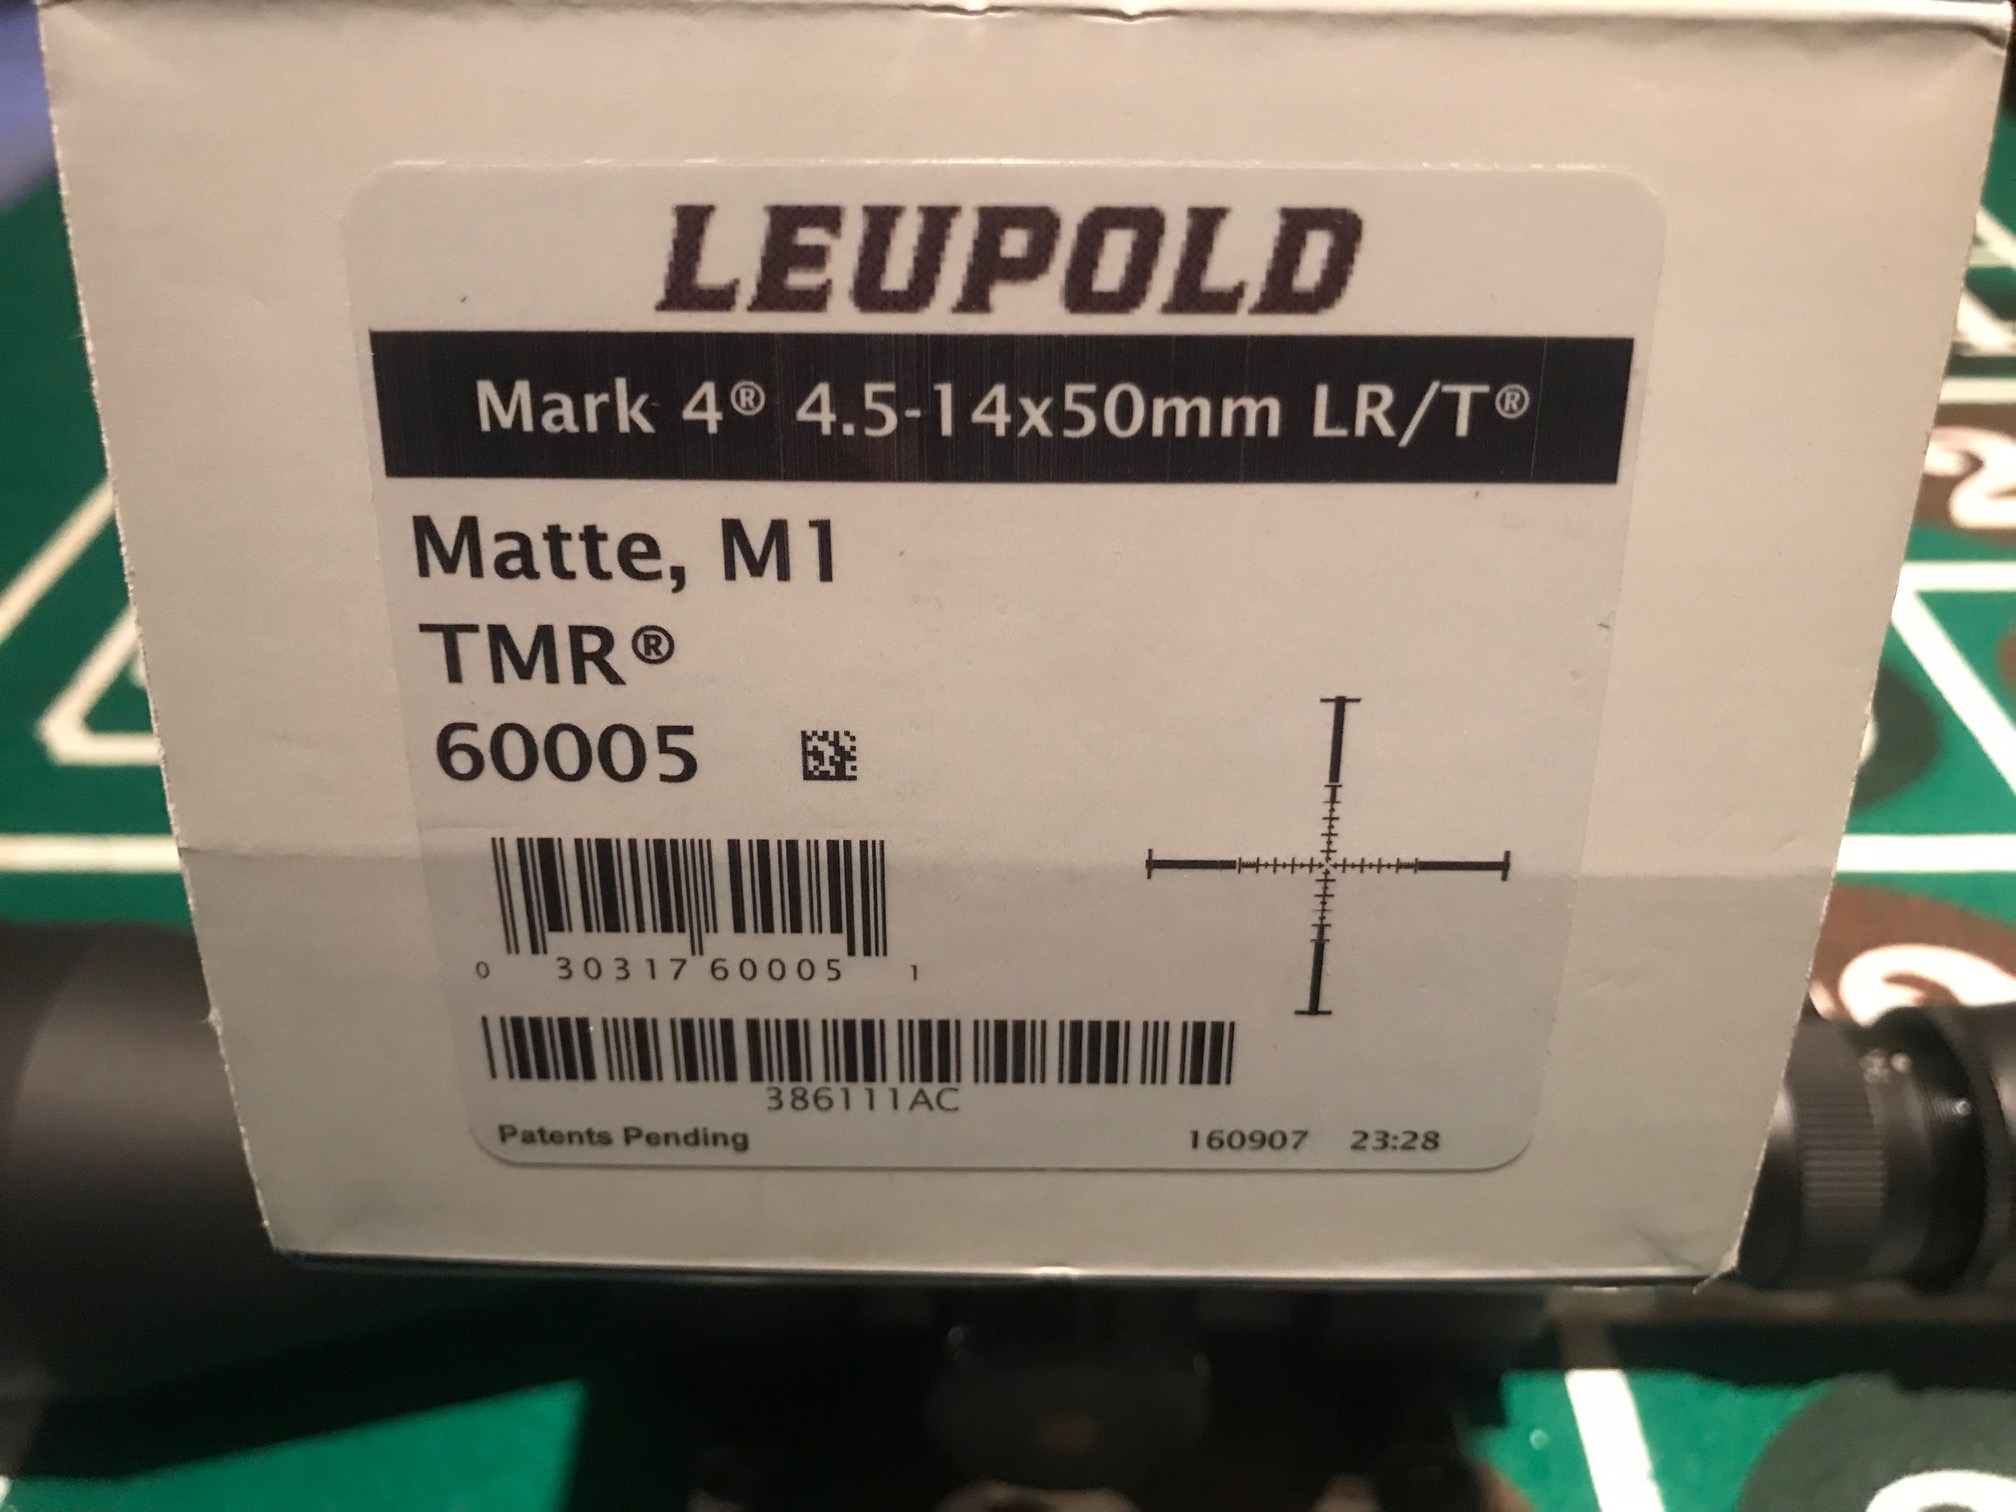 LEUPOLD
Mark 4® 4.5-14x50mm LR/T®
Matte, M1
TMR®
60005
0 30317 60005 1
386111AC
Patents Pending 160907 23:28